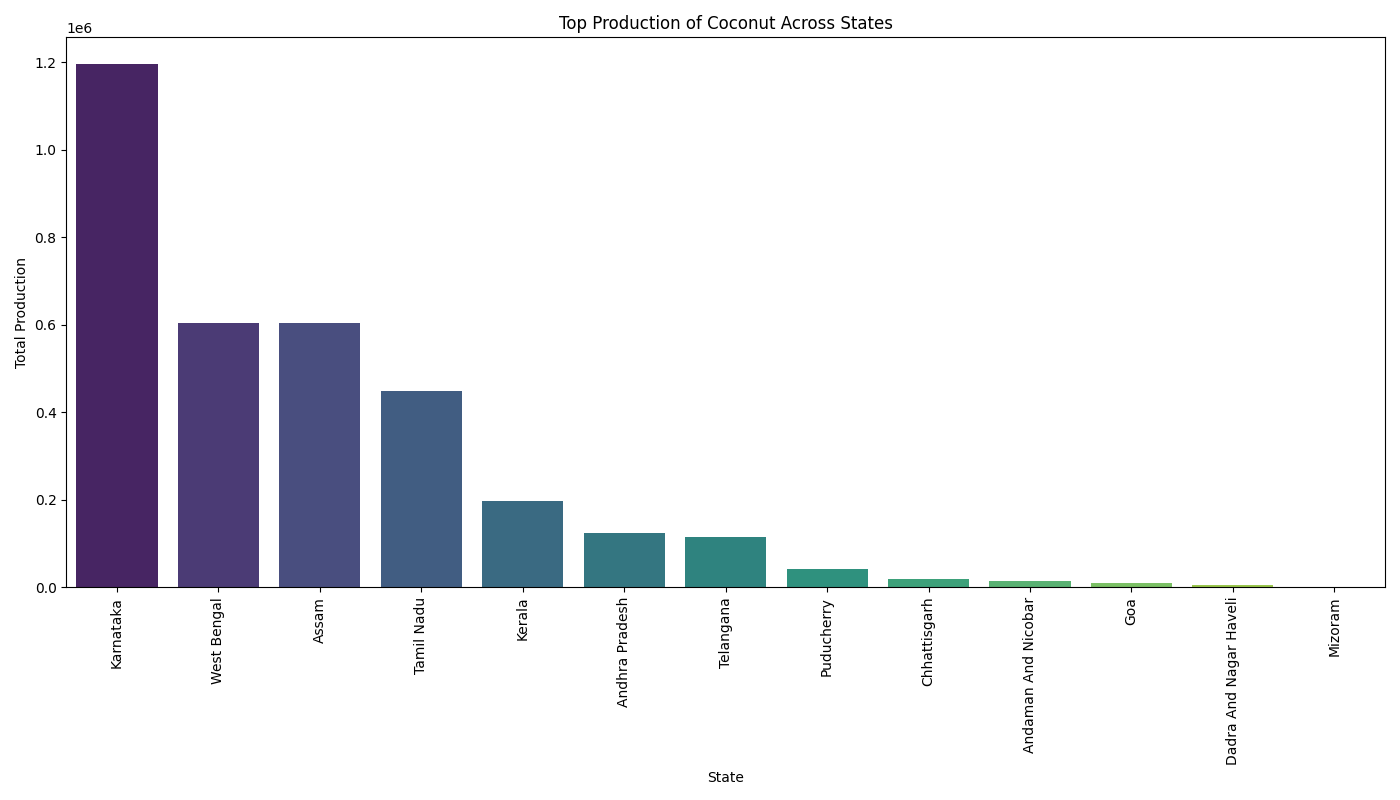 Top Production of Coconut Across States
1e6
1.2
1.0
0.8
0.6
0.4
0.2
0.0
Total Production
Karnataka
West Bengal
Assam
Tamil Nadu
Kerala
Andhra Pradesh
Telangana
Puducherry
Chhattisgarh
Andaman And Nicobar
Goa
Dadra And Nagar Haveli
Mizoram
State